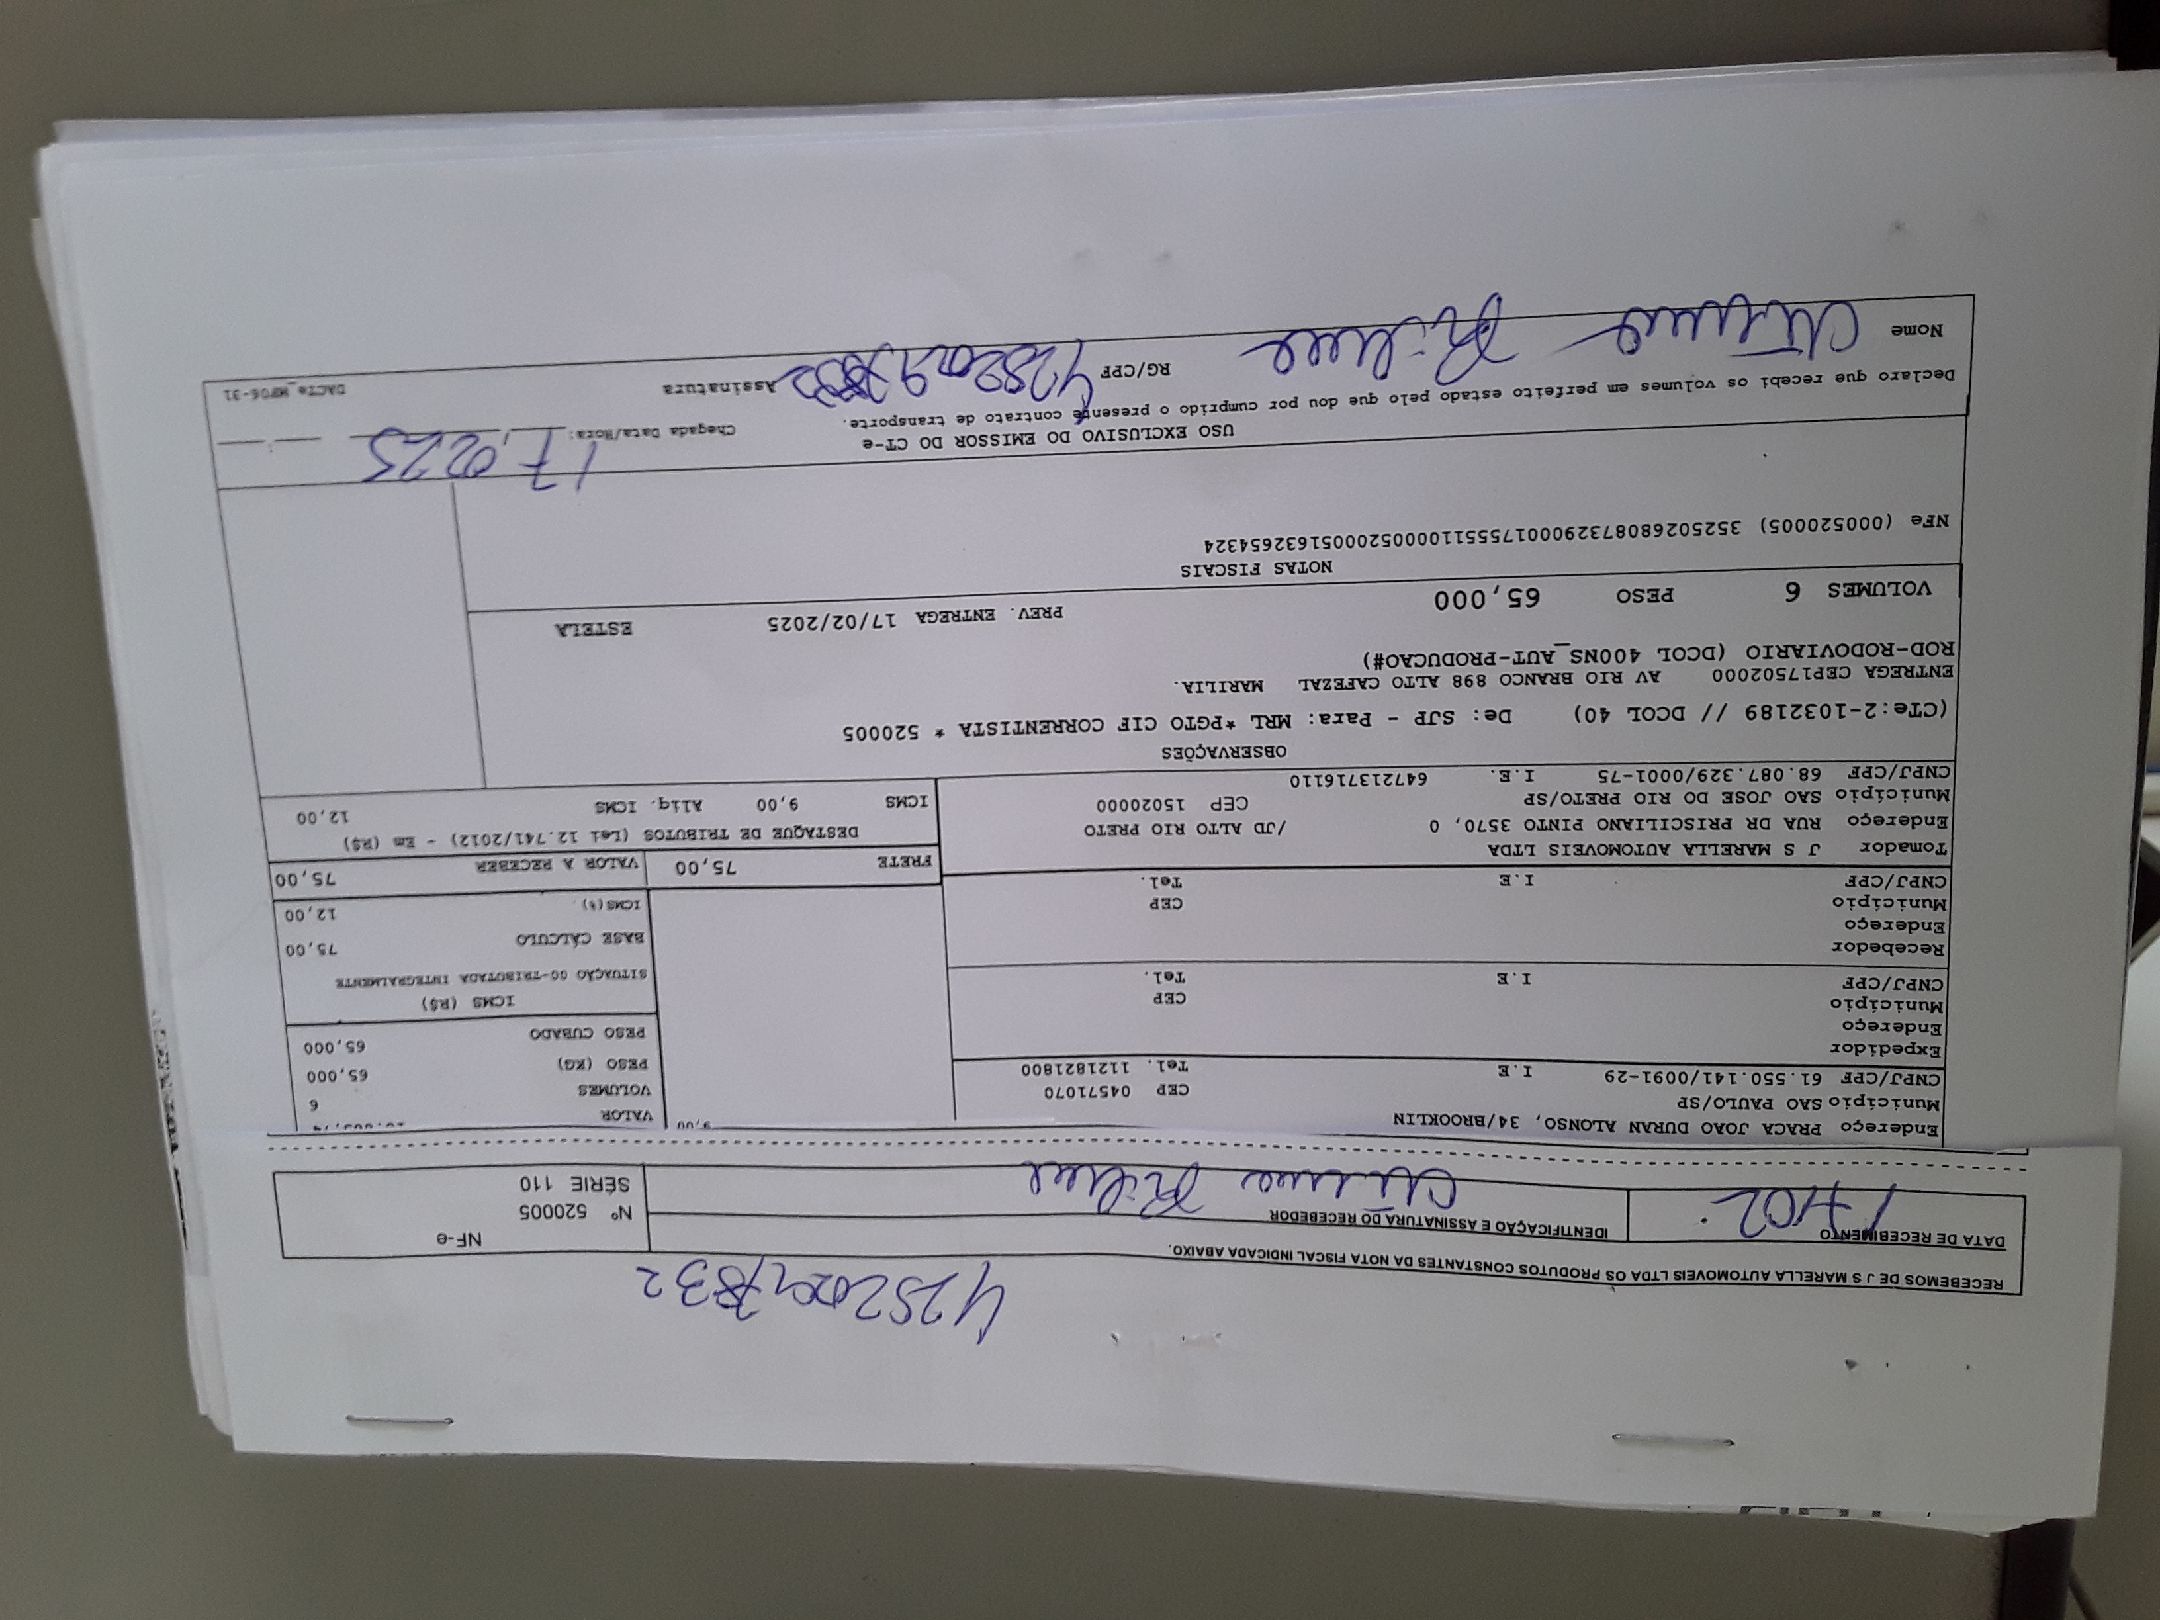 RECEBEMOS DE J S MARELLA AUTOMOVEIS LTDA OS PRODUTOS CONSTANTES DA NOTA FISCAL INDICADA ABAIXO.
DATA DE RECEBIMENTO 17/02
IDENTIFICAÇÃO E ASSINATURA DO RECEBEDOR
NF-e
Nº 520005
SÉRIE 110
Endereço PRACA JOAO DURAN ALONSO, 34/BROOKLIN
Município SAO PAULO/SP CEP 04571070
CNPJ/CPF 61.550.141/0091-29 I.E Tel. 1121821800
Expedidor
Endereço
Município CEP
CNPJ/CPF I.E Tel.
Recebedor
Endereço
Município CEP
CNPJ/CPF I.E Tel.
Tomador J S MARELLA AUTOMOVEIS LTDA
Endereço RUA DR PRISCILIANO PINTO 3570, 0 /JD ALTO RIO PRETO
Município SAO JOSE DO RIO PRETO/SP CEP 15020000
CNPJ/CPF 68.087.329/0001-75 I.E. 647213716110
9,00
VALOR
VOLUMES 6
PESO (KG) 65,000
PESO CUBADO 65,000
ICMS (R$)
SITUAÇÃO 00-TRIBUTADA INTEGRALMENTE
BASE CÁLCULO 75,00
ICMS(%). 12,00
FRETE 75,00 VALOR A RECEBER 75,00
DESTAQUE DE TRIBUTOS (Lei 12.741/2012) - Em (R$)
ICMS 9,00 Aliq. ICMS 12,00
OBSERVAÇÕES
(CTe:2-1032189 // DCOL 40) De: SJP - Para: MRL *PGTO CIF CORRENTISTA * 520005
ENTREGA CEP17502000 AV RIO BRANCO 898 ALTO CAFEZAL MARILIA.
ROD-RODOVIARIO (DCOL 400NS_AUT-PRODUCAO#)
VOLUMES 6 PESO 65,000 PREV. ENTREGA 17/02/2025 ESTELA
NOTAS FISCAIS
NFe (000520005) 35250268087329000175551100005200051632654324
USO EXCLUSIVO DO EMISSOR DO CT-e
Chegada Data/Hora: 17.0225
Declaro que recebi os volumes em perfeito estado pelo que dou por cumprido o presente contrato de transporte.
Nome RG/CPF Assinatura
DACTe_MP06-31